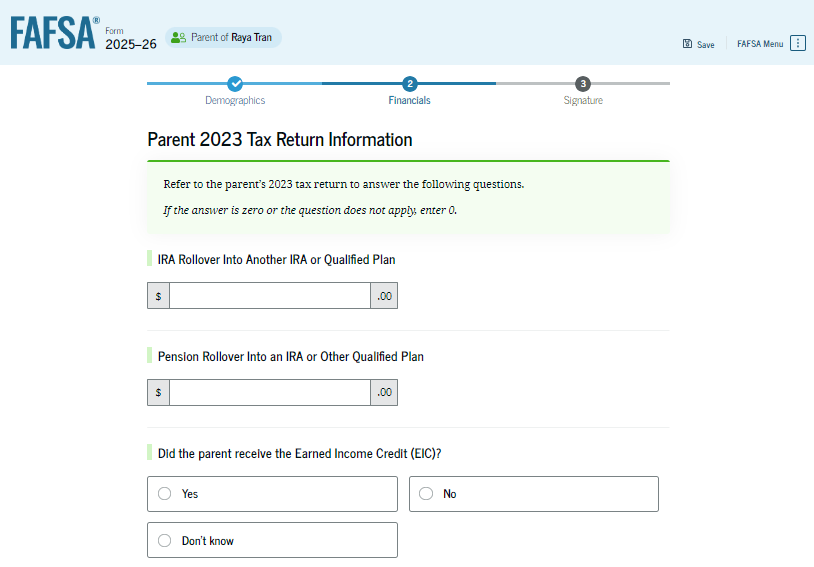 FAFSA®
Form
2025–26
Parent of Raya Tran
Save
FAFSA Menu
2
3
Demographics
Financials
Signature
Parent 2023 Tax Return Information
Refer to the parent's 2023 tax return to answer the following questions.
If the answer is zero or the question does not apply, enter 0.
IRA Rollover Into Another IRA or Qualified Plan
$
.00
Pension Rollover Into an IRA or Other Qualified Plan
$
.00
Did the parent receive the Earned Income Credit (EIC)?
Yes
No
Don't know